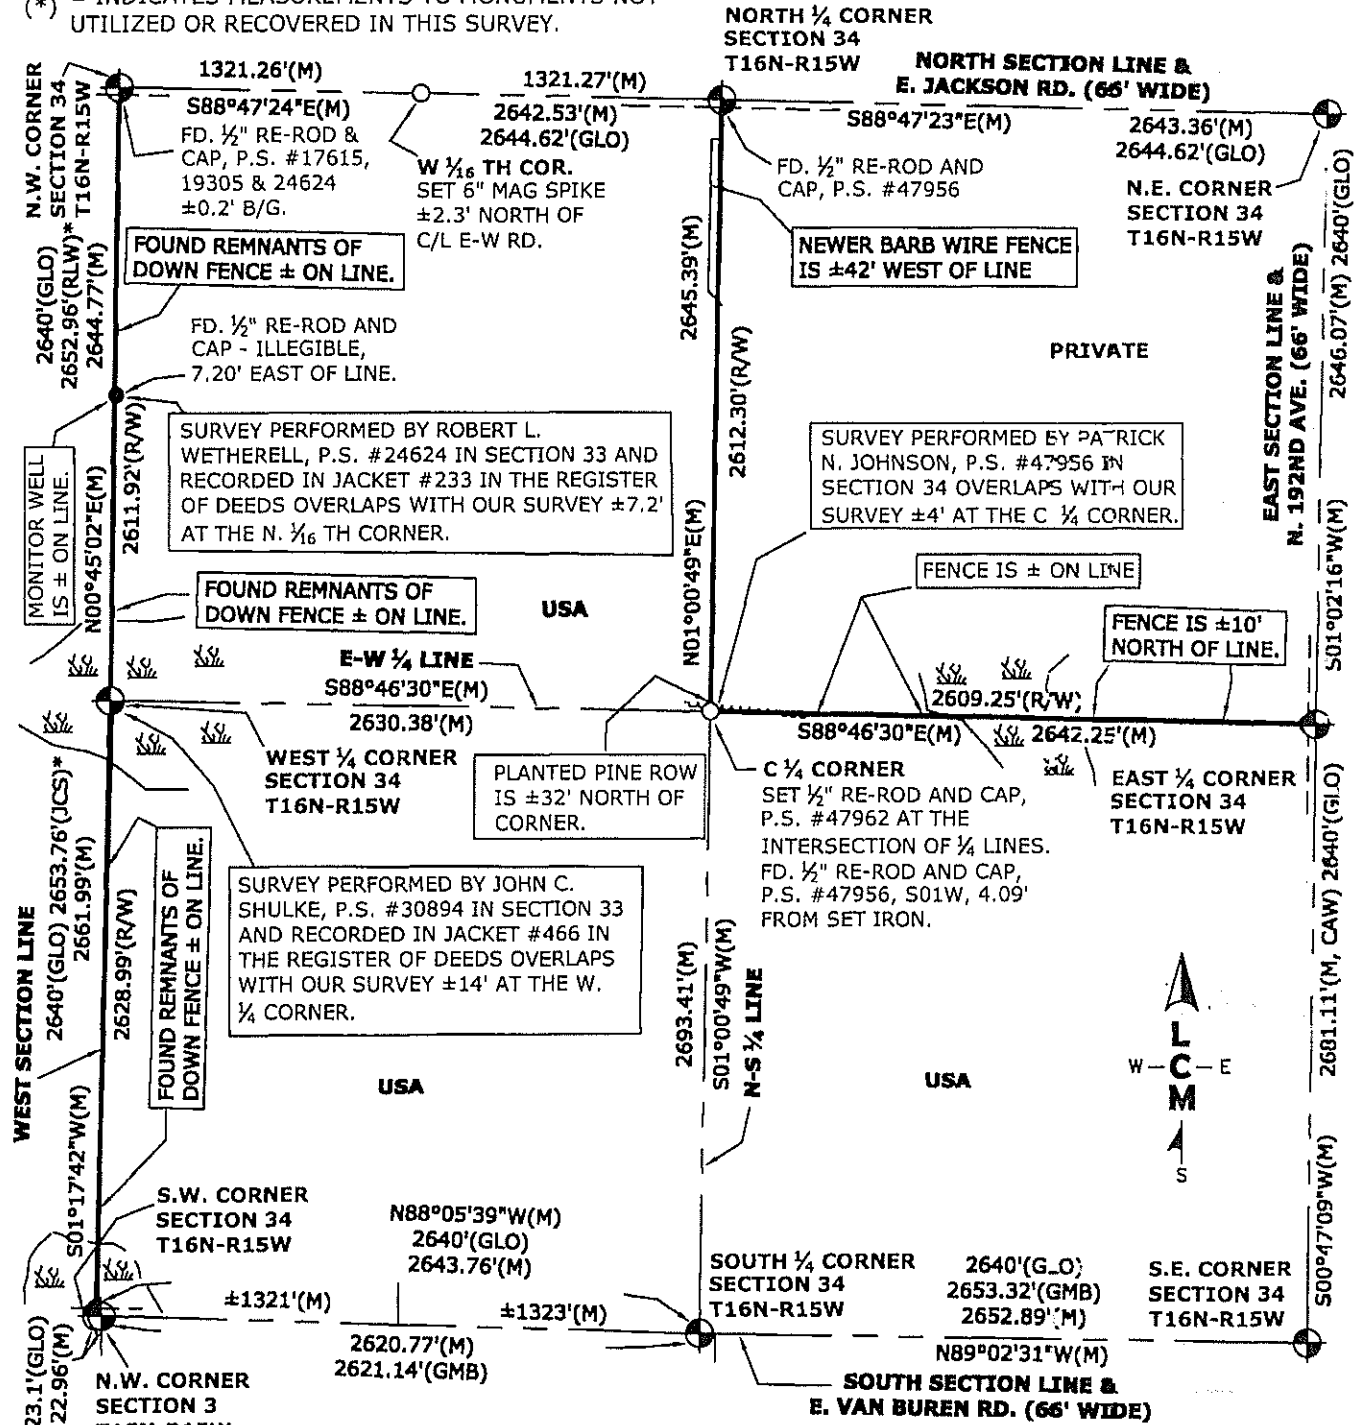 (*) = INDICATES MEASUREMENTS TO MONUMENTS NOT
UTILIZED OR RECOVERED IN THIS SURVEY.
NORTH ¼ CORNER
SECTION 34
T16N-R15W
NORTH SECTION LINE &
E. JACKSON RD. (66' WIDE)
N.W. CORNER
SECTION 34
T16N-R15W
1321.26'(M)
1321.27'(M)
S88°47'24"E(M)
2642.53'(M)
2644.62'(GLO)
S88°47'23"E(M)
2643.36'(M)
2644.62'(GLO)
FD. ½" RE-ROD &
CAP, P.S. #17615,
19305 & 24624
±0.2' B/G.
W ¹⁄₁₆ TH COR.
SET 6" MAG SPIKE
±2.3' NORTH OF
C/L E-W RD.
FD. ½" RE-ROD AND
CAP, P.S. #47956
N.E. CORNER
SECTION 34
T16N-R15W
2640'(GLO)
2652.96'(RLW)*
2644.77'(M)
FOUND REMNANTS OF
DOWN FENCE ± ON LINE.
NEWER BARB WIRE FENCE
IS ±42' WEST OF LINE
2645.39'(M)
2612.30'(R/W)
2646.07'(M) 2640'(GLO)
EAST SECTION LINE &
N. 192ND AVE. (66' WIDE)
FD. ½" RE-ROD AND
CAP - ILLEGIBLE,
7.20' EAST OF LINE.
PRIVATE
MONITOR WELL
IS ± ON LINE.
N00°45'02"E(M)
2611.92'(R/W)
SURVEY PERFORMED BY ROBERT L.
WETHERELL, P.S. #24624 IN SECTION 33 AND
RECORDED IN JACKET #233 IN THE REGISTER
OF DEEDS OVERLAPS WITH OUR SURVEY ±7.2'
AT THE N. ¹⁄₁₆ TH CORNER.
SURVEY PERFORMED BY PATRICK
N. JOHNSON, P.S. #47956 IN
SECTION 34 OVERLAPS WITH OUR
SURVEY ±4' AT THE C ¼ CORNER.
FOUND REMNANTS OF
DOWN FENCE ± ON LINE.
USA
N01°00'49"E(M)
FENCE IS ± ON LINE
FENCE IS ±10'
NORTH OF LINE.
S01°02'16"W(M)
E-W ¼ LINE
S88°46'30"E(M)
2630.38'(M)
2609.25'(R/W)
S88°46'30"E(M)
2642.25'(M)
WEST ¼ CORNER
SECTION 34
T16N-R15W
PLANTED PINE ROW
IS ±32' NORTH OF
CORNER.
C ¼ CORNER
SET ½" RE-ROD AND CAP,
P.S. #47962 AT THE
INTERSECTION OF ¼ LINES.
FD. ½" RE-ROD AND CAP,
P.S. #47956, S01W, 4.09'
FROM SET IRON.
EAST ¼ CORNER
SECTION 34
T16N-R15W
WEST SECTION LINE
2640'(GLO) 2653.76'(JCS)*
2661.99'(M)
2628.99'(R/W)
FOUND REMNANTS OF
DOWN FENCE ± ON LINE.
SURVEY PERFORMED BY JOHN C.
SHULKE, P.S. #30894 IN SECTION 33
AND RECORDED IN JACKET #466 IN
THE REGISTER OF DEEDS OVERLAPS
WITH OUR SURVEY ±14' AT THE W.
¼ CORNER.
2693.41'(M)
S01°00'49"W(M)
N-S ¼ LINE
2681.11'(M, CAW) 2640'(GLO)
L
W C E
M
S
USA
USA
S01°17'42"W(M)
S00°47'09"W(M)
S.W. CORNER
SECTION 34
T16N-R15W
N88°05'39"W(M)
2640'(GLO)
2643.76'(M)
SOUTH ¼ CORNER
SECTION 34
T16N-R15W
2640'(GLO)
2653.32'(GMB)
2652.89'(M)
S.E. CORNER
SECTION 34
T16N-R15W
±1321'(M)
±1323'(M)
2620.77'(M)
2621.14'(GMB)
N89°02'31"W(M)
23.1'(GLO)
22.96'(M)
N.W. CORNER
SECTION 3
SOUTH SECTION LINE &
E. VAN BUREN RD. (66' WIDE)